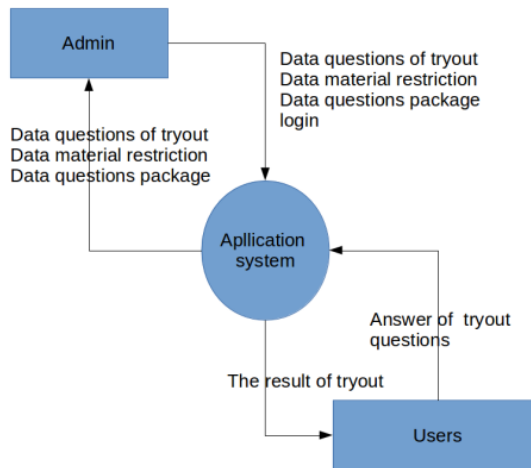 Admin
Data questions of tryout
Data material restriction
Data questions package
login
Data questions of tryout
Data material restriction
Data questions package
Apllication
system
Answer of tryout
questions
The result of tryout
Users